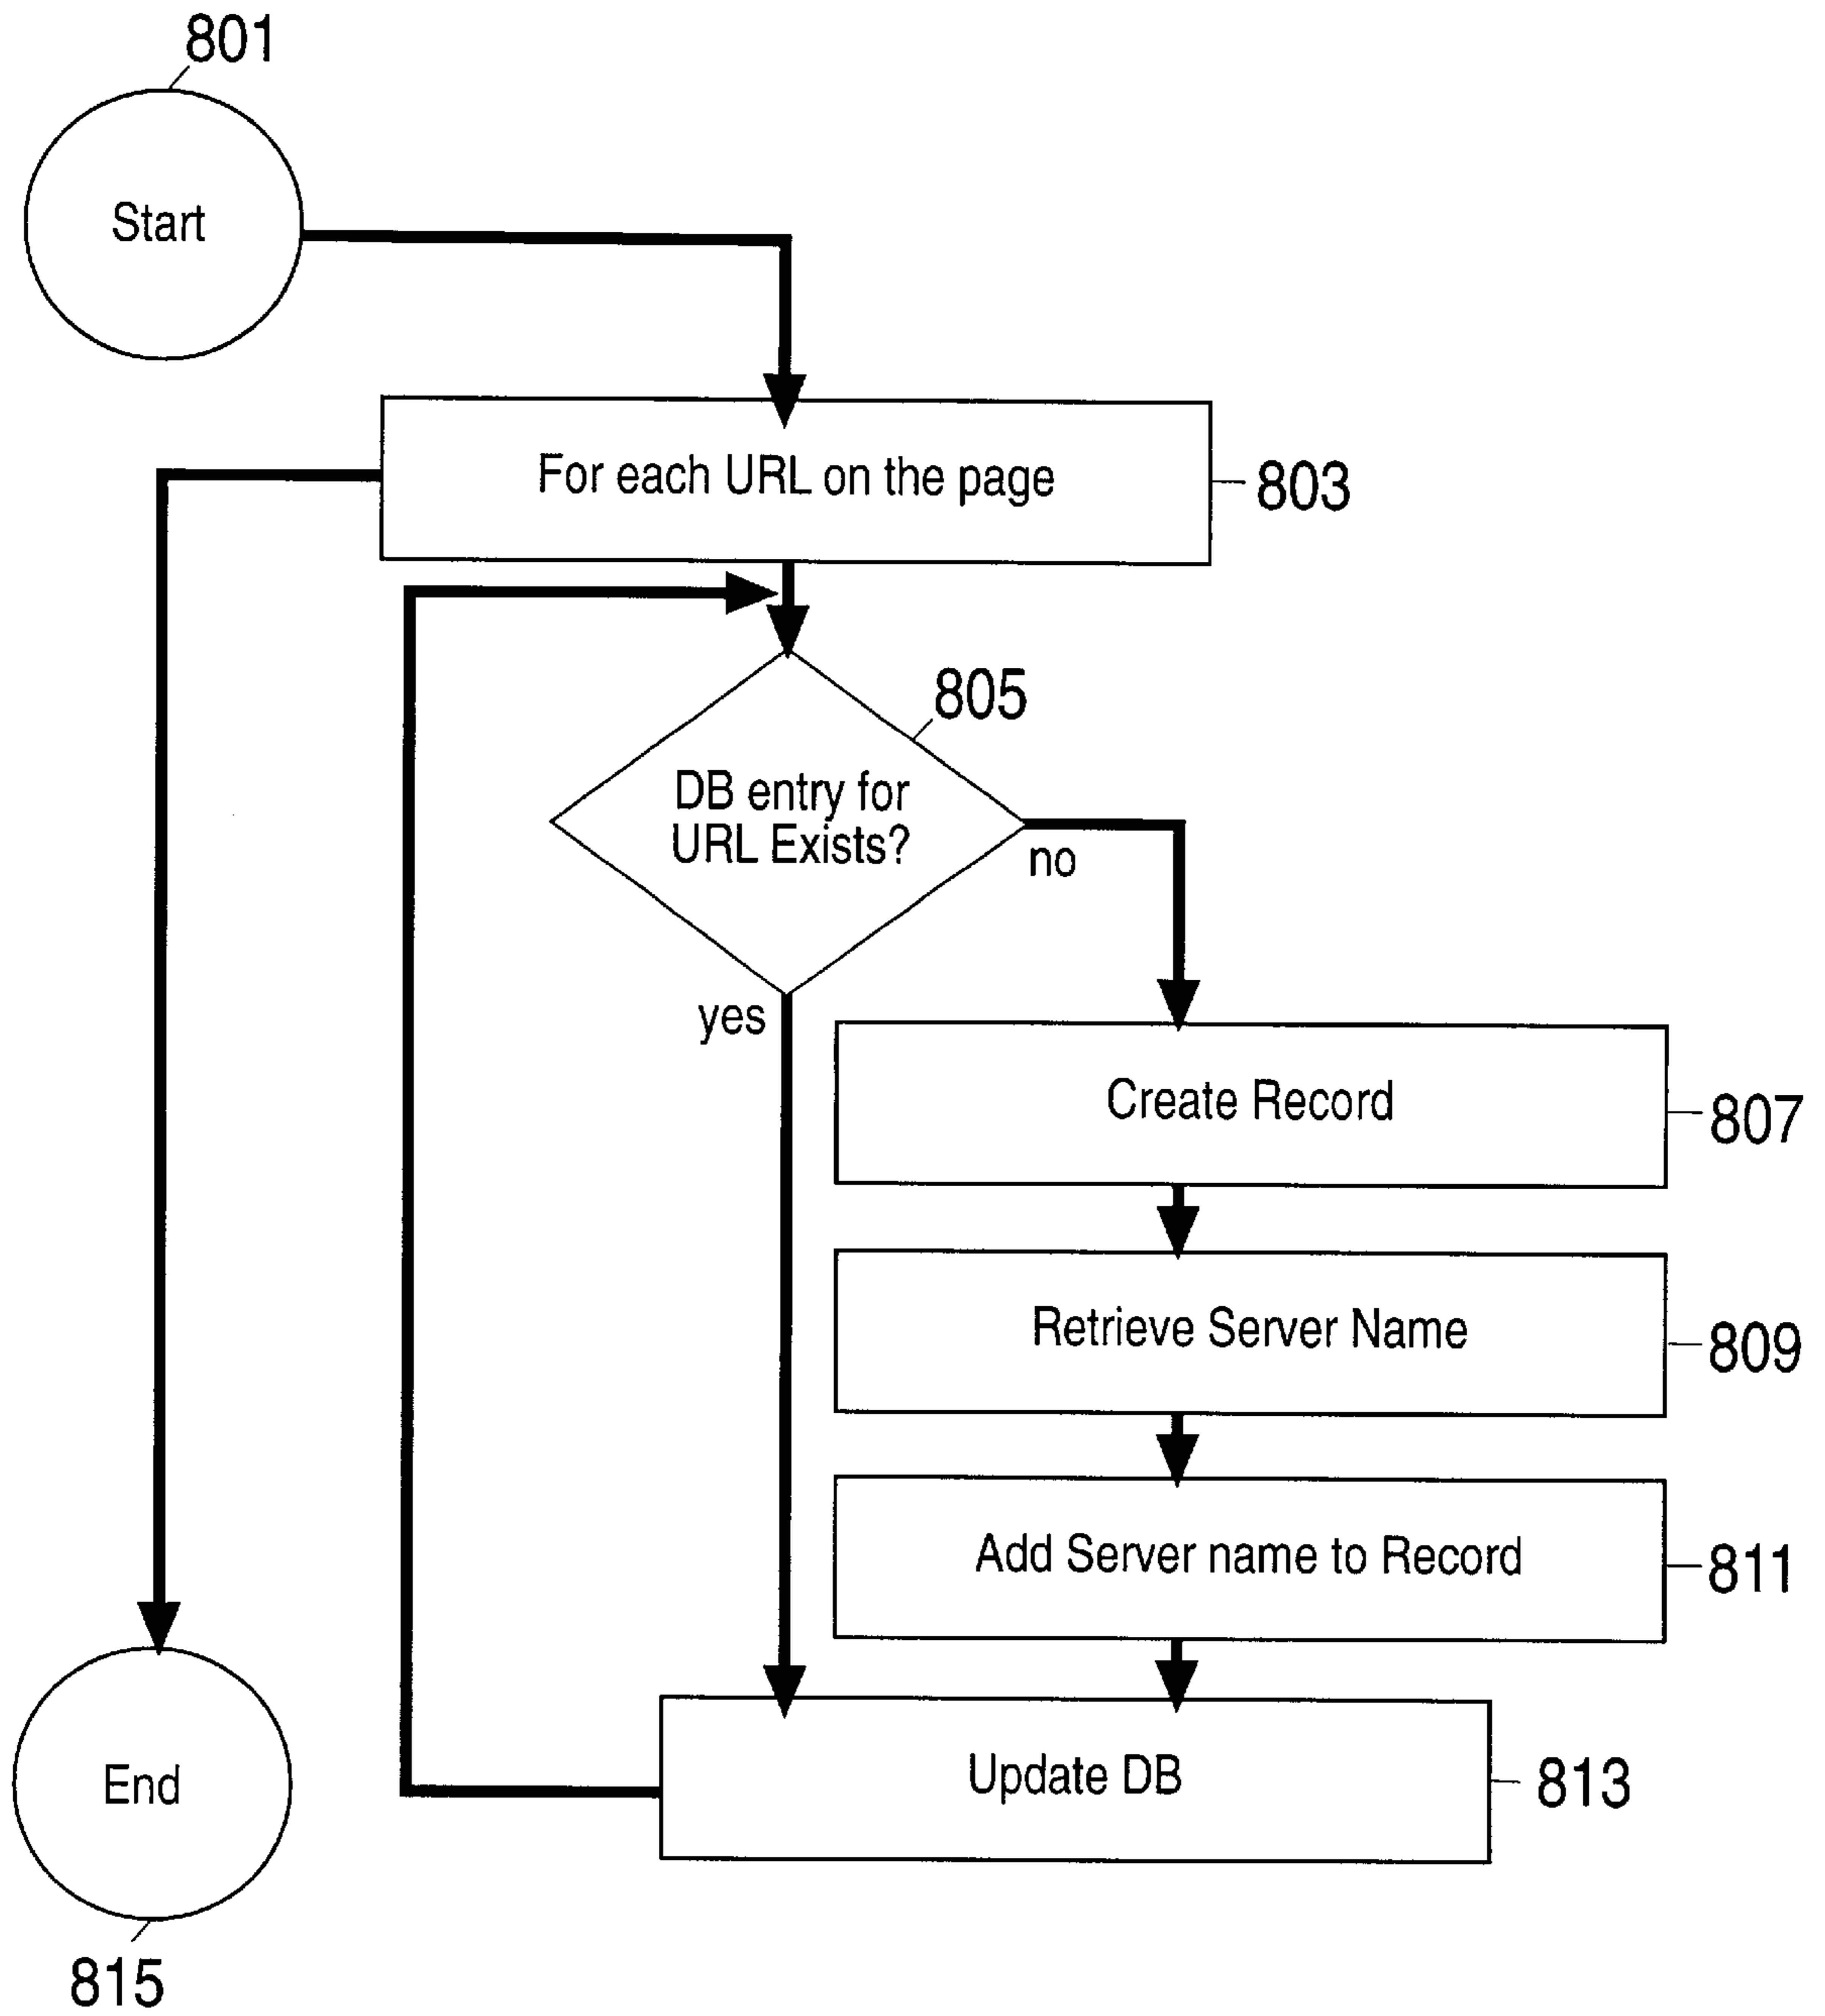 801
Start
For each URL on the page
803
805
DB entry for
URL Exists?
no
yes
Create Record
807
Retrieve Server Name
809
Add Server name to Record
811
Update DB
813
End
815